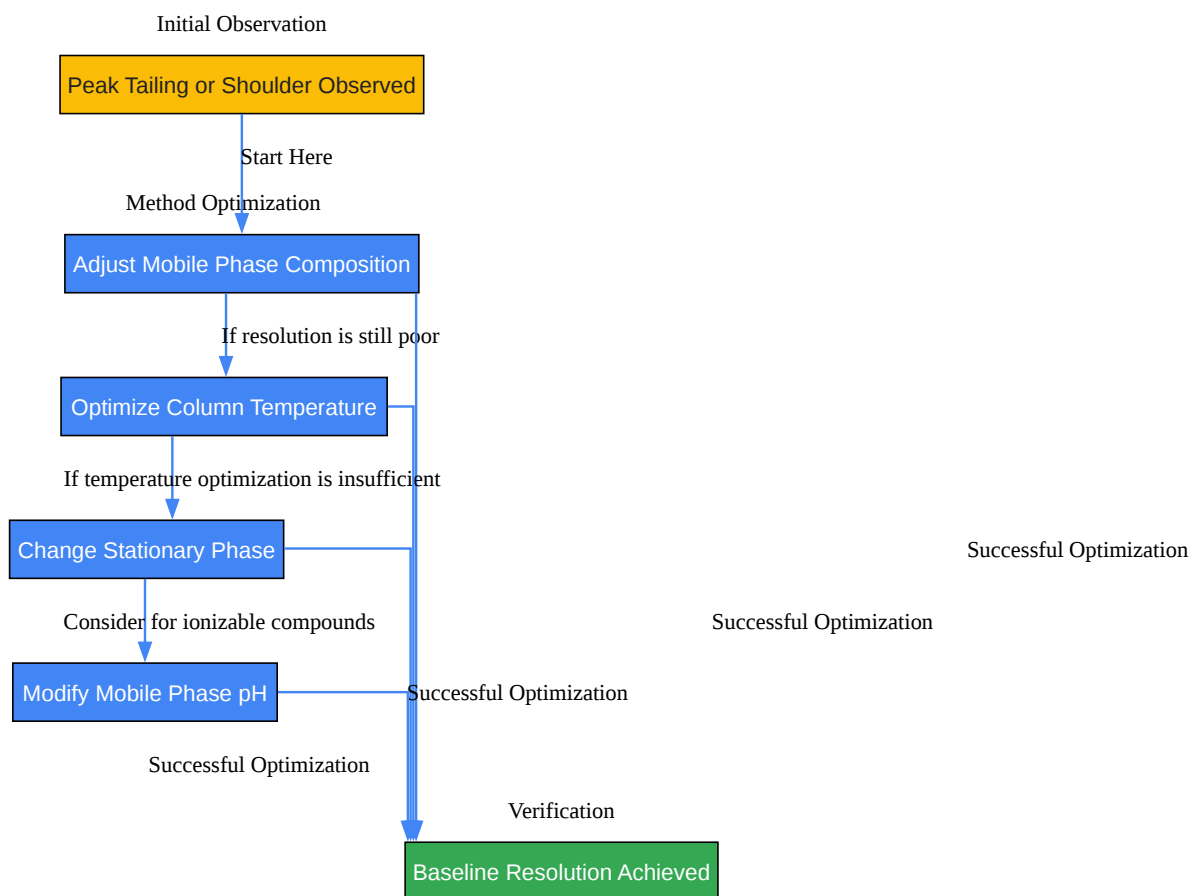 Initial Observation
Peak Tailing or Shoulder Observed
Start Here
Method Optimization
Adjust Mobile Phase Composition
If resolution is still poor
Optimize Column Temperature
If temperature optimization is insufficient
Change Stationary Phase
Successful Optimization
Consider for ionizable compounds
Successful Optimization
Modify Mobile Phase pH
Successful Optimization
Successful Optimization
Verification
Baseline Resolution Achieved